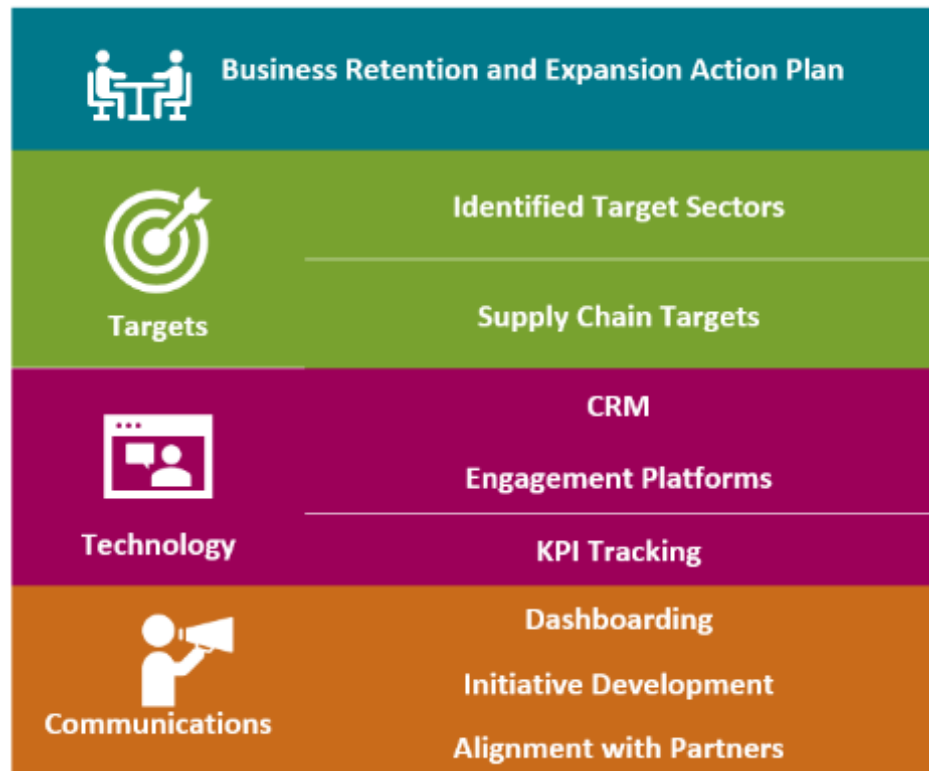 Business Retention and Expansion Action Plan
Targets
Identified Target Sectors
Supply Chain Targets
Technology
CRM
Engagement Platforms
KPI Tracking
Communications
Dashboarding
Initiative Development
Alignment with Partners